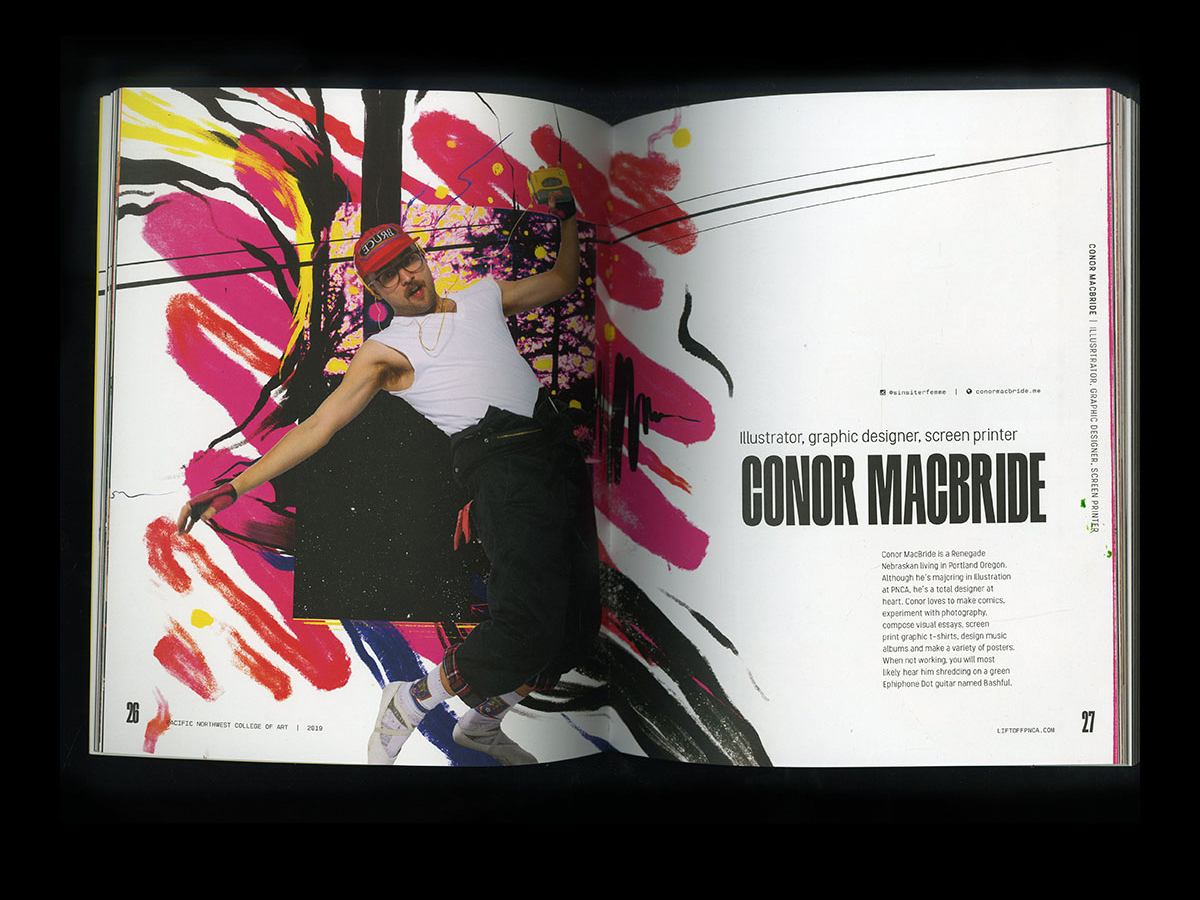 BRUCE
26
PACIFIC NORTHWEST COLLEGE OF ART | 2019
@sinsiterfemme | conormacbride.me
Illustrator, graphic designer, screen printer
CONOR MACBRIDE
Conor MacBride is a Renegade
Nebraskan living in Portland Oregon.
Although he's majoring in Illustration
at PNCA, he's a total designer at
heart. Conor loves to make comics,
experiment with photography,
compose visual essays, screen
print graphic t-shirts, design music
albums and make a variety of posters.
When not working, you will most
likely hear him shredding on a green
Ephiphone Dot guitar named Bashful.
CONOR MACBRIDE | ILLUSRTRATOR, GRAPHIC DESIGNER, SCREEN PRINTER
LIFTOFFPNCA.COM
27